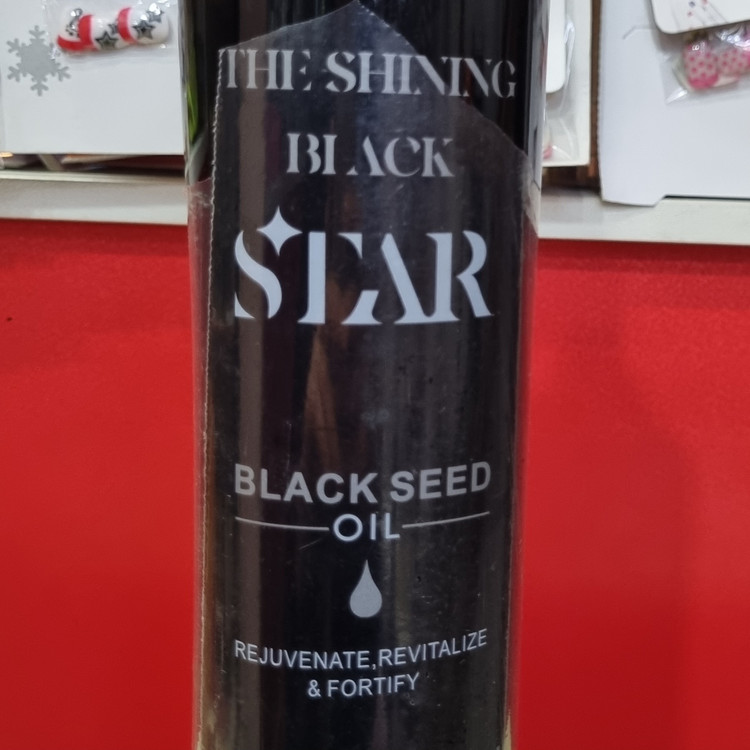 THE SHINING
BLACK
STAR
BLACK SEED
OIL
REJUVENATE,REVITALIZE
& FORTIFY